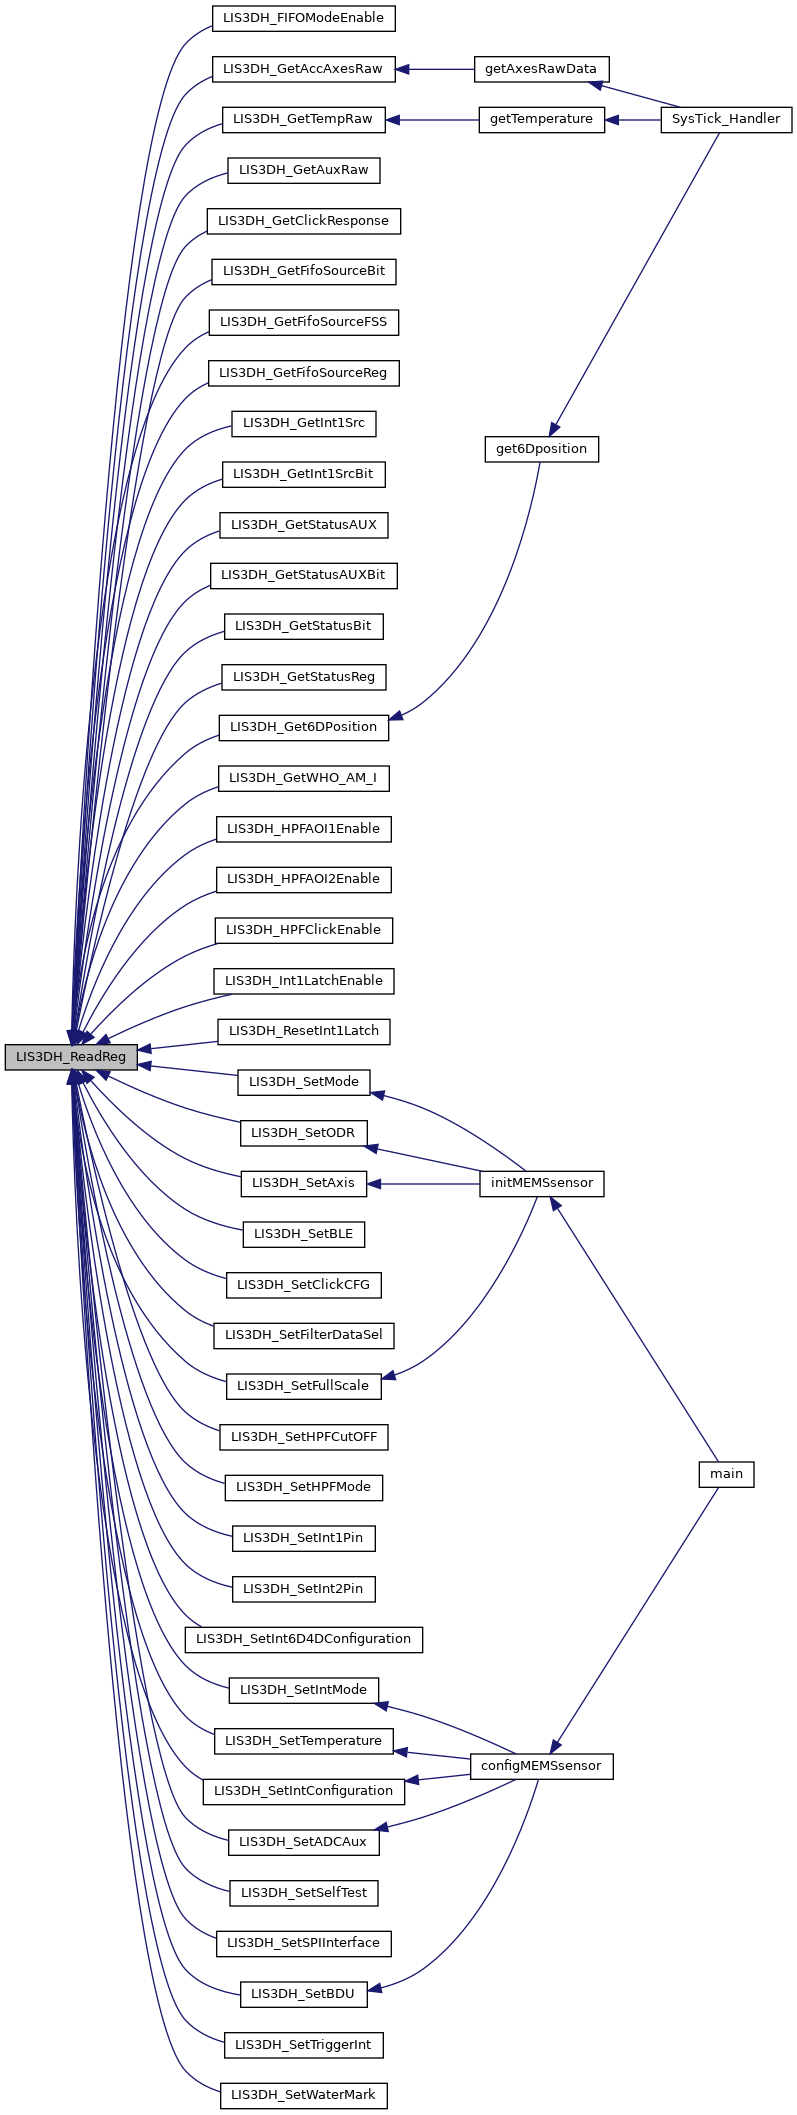 LIS3DH_FIFOModeEnable
LIS3DH_GetAccAxesRaw
getAxesRawData
LIS3DH_GetTempRaw
getTemperature
SysTick_Handler
LIS3DH_GetAuxRaw
LIS3DH_GetClickResponse
LIS3DH_GetFifoSourceBit
LIS3DH_GetFifoSourceFSS
LIS3DH_GetFifoSourceReg
LIS3DH_GetInt1Src
get6Dposition
LIS3DH_GetInt1SrcBit
LIS3DH_GetStatusAUX
LIS3DH_GetStatusAUXBit
LIS3DH_GetStatusBit
LIS3DH_GetStatusReg
LIS3DH_Get6DPosition
LIS3DH_GetWHO_AM_I
LIS3DH_HPFAOI1Enable
LIS3DH_HPFAOI2Enable
LIS3DH_HPFClickEnable
LIS3DH_Int1LatchEnable
LIS3DH_ResetInt1Latch
LIS3DH_ReadReg
LIS3DH_SetMode
LIS3DH_SetODR
LIS3DH_SetAxis
initMEMSsensor
LIS3DH_SetBLE
LIS3DH_SetClickCFG
LIS3DH_SetFilterDataSel
LIS3DH_SetFullScale
LIS3DH_SetHPFCutOFF
main
LIS3DH_SetHPFMode
LIS3DH_SetInt1Pin
LIS3DH_SetInt2Pin
LIS3DH_SetInt6D4DConfiguration
LIS3DH_SetIntMode
LIS3DH_SetTemperature
configMEMSsensor
LIS3DH_SetIntConfiguration
LIS3DH_SetADCAux
LIS3DH_SetSelfTest
LIS3DH_SetSPIInterface
LIS3DH_SetBDU
LIS3DH_SetTriggerInt
LIS3DH_SetWaterMark